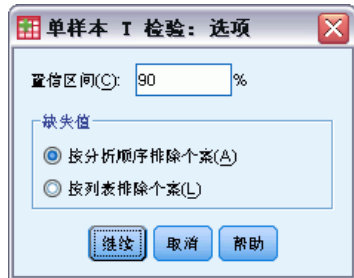 单样本 T 检验: 选项
置信区间(C): 90 %
缺失值
按分析顺序排除个案(A)
按列表排除个案(L)
继续 取消 帮助